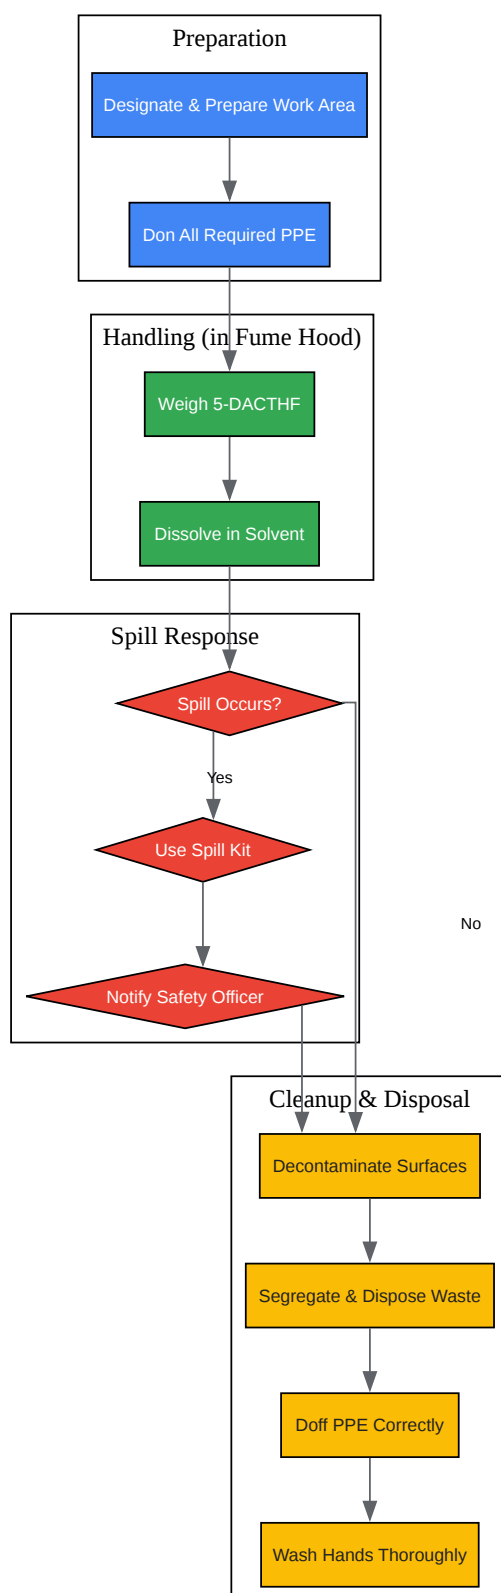 Preparation
Designate & Prepare Work Area
Don All Required PPE
Handling (in Fume Hood)
Weigh 5-DACTHF
Dissolve in Solvent
Spill Response
Spill Occurs?
Yes
Use Spill Kit
No
Notify Safety Officer
Cleanup & Disposal
Decontaminate Surfaces
Segregate & Dispose Waste
Doff PPE Correctly
Wash Hands Thoroughly